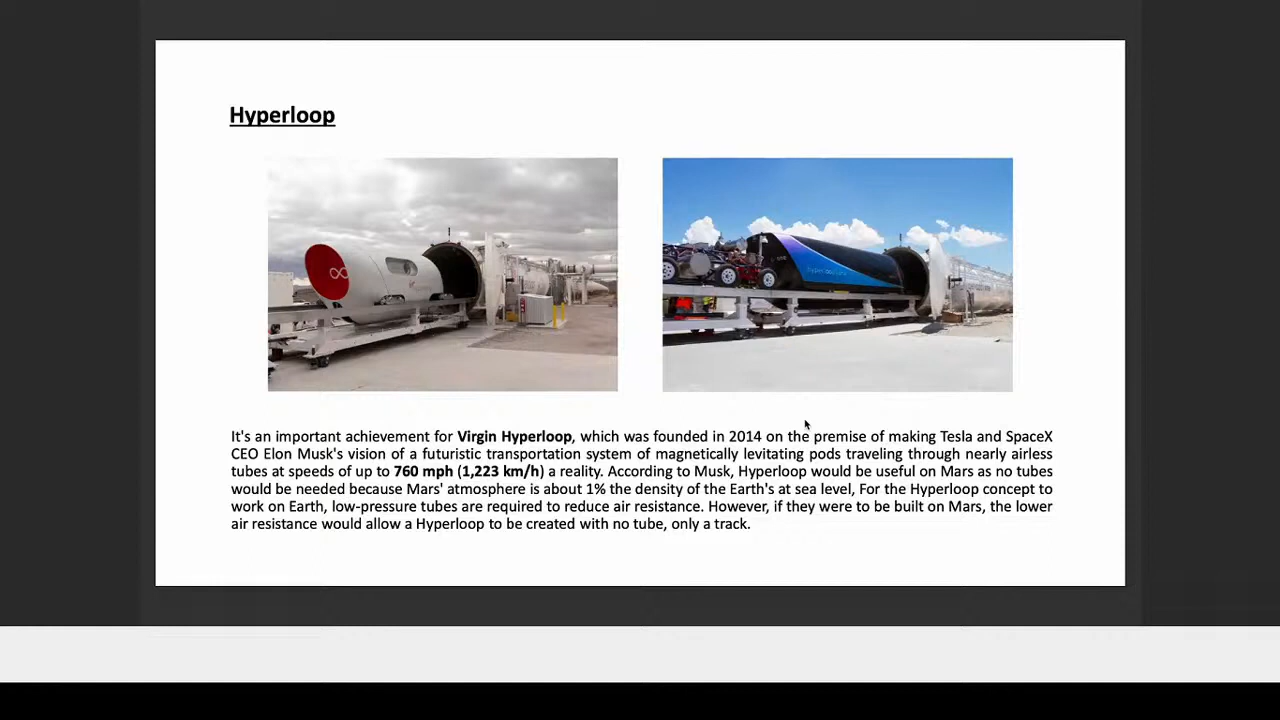 Hyperloop
It's an important achievement for Virgin Hyperloop, which was founded in 2014 on the premise of making Tesla and SpaceX
CEO Elon Musk's vision of a futuristic transportation system of magnetically levitating pods traveling through nearly airless
tubes at speeds of up to 760 mph (1,223 km/h) a reality. According to Musk, Hyperloop would be useful on Mars as no tubes
would be needed because Mars' atmosphere is about 1% the density of the Earth's at sea level, For the Hyperloop concept to
work on Earth, low-pressure tubes are required to reduce air resistance. However, if they were to be built on Mars, the lower
air resistance would allow a Hyperloop to be created with no tube, only a track.